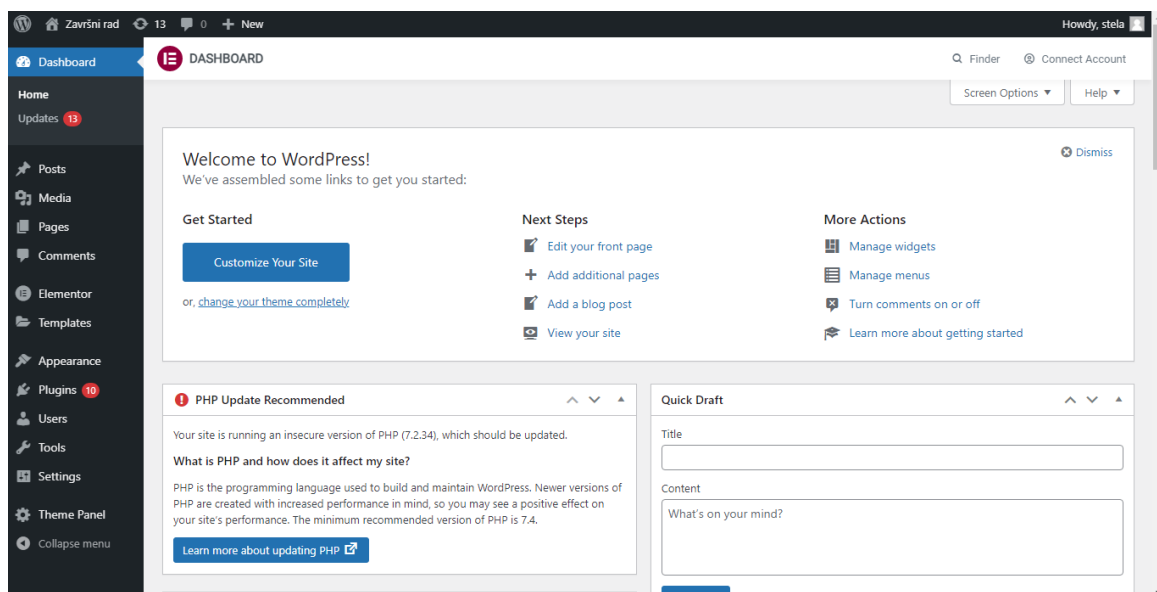 Završni rad 13 0 + New Howdy, stela
Dashboard
DASHBOARD
Finder Connect Account
Home
Updates 13
Screen Options ▼ Help ▼
Posts
Media
Pages
Comments
Elementor
Templates
Appearance
Plugins 10
Users
Tools
Settings
Theme Panel
Collapse menu
Welcome to WordPress!
Dismiss
We've assembled some links to get you started:
Get Started
Customize Your Site
or, change your theme completely
Next Steps
Edit your front page
Add additional pages
Add a blog post
View your site
More Actions
Manage widgets
Manage menus
Turn comments on or off
Learn more about getting started
PHP Update Recommended
Your site is running an insecure version of PHP (7.2.34), which should be updated.
What is PHP and how does it affect my site?
PHP is the programming language used to build and maintain WordPress. Newer versions of
PHP are created with increased performance in mind, so you may see a positive effect on
your site's performance. The minimum recommended version of PHP is 7.4.
Learn more about updating PHP
Quick Draft
Title
Content
What's on your mind?